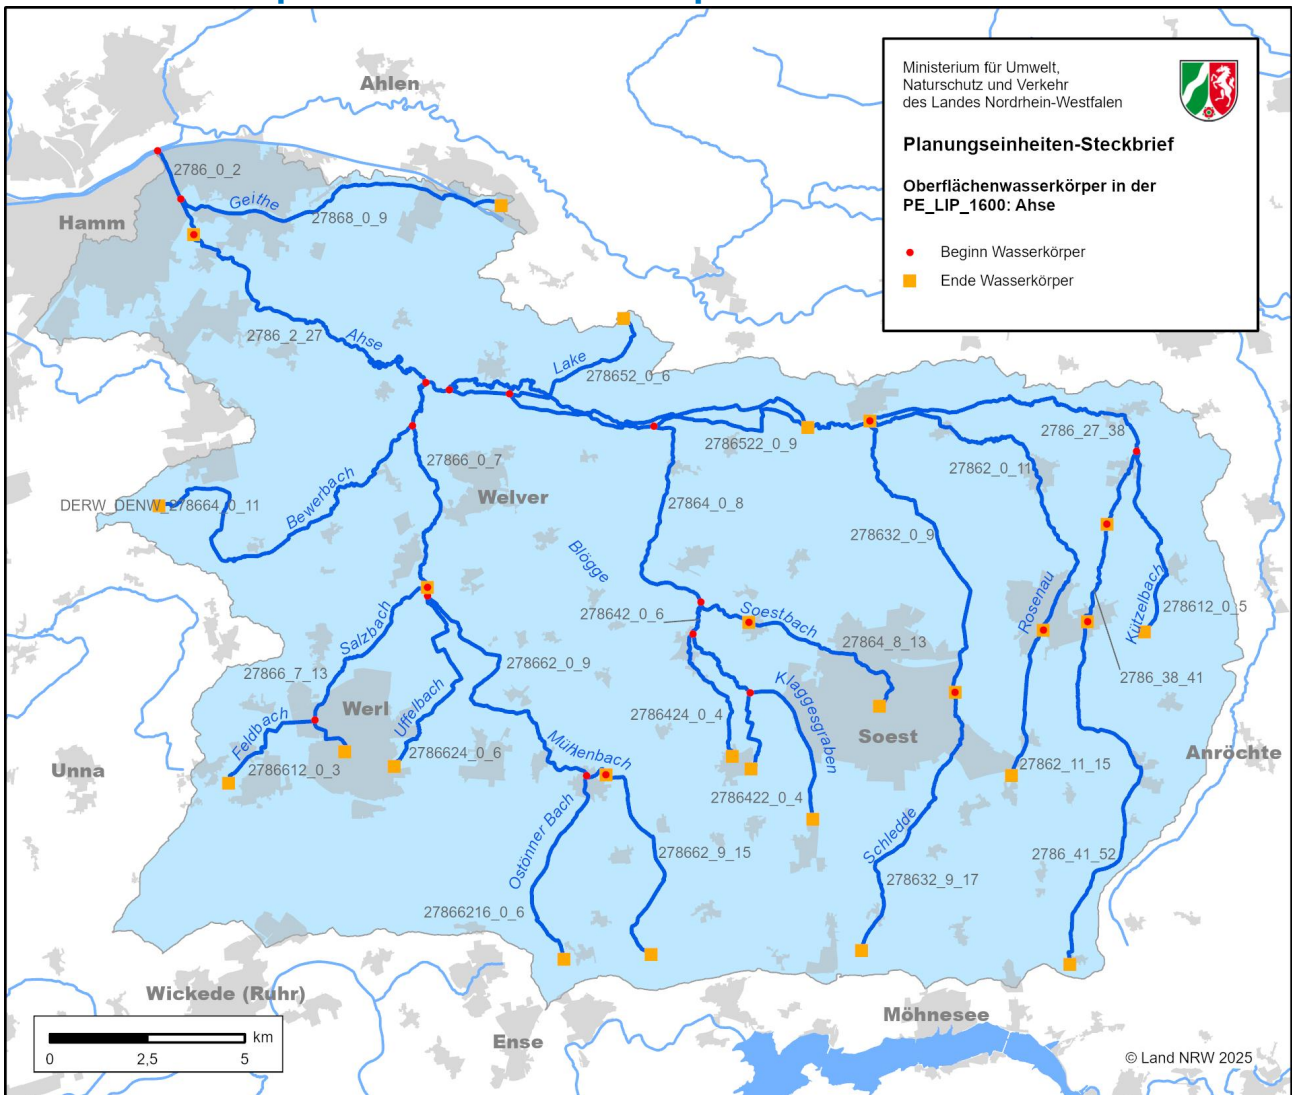 Ministerium für Umwelt,
Naturschutz und Verkehr
des Landes Nordrhein-Westfalen
Planungseinheiten-Steckbrief
Oberflächenwasserkörper in der
PE_LIP_1600: Ahse
Beginn Wasserkörper
Ende Wasserkörper
Ahlen
2786_0_2
Geithe
27868_0_9
Hamm
2786_2_27
Ahse
Lake
278652_0_6
2786522_0_9
2786_27_38
27866_0_7
27862_0_11
Welver
Bewerbach
DERW_DENW_278664_0_11
27864_0_8
278632_0_9
Blögge
278642_0_6
Soestbach
27864_8_13
Rosenau
Kützelbach
278612_0_5
Salzbach
278662_0_9
27866_7_13
2786_38_41
Klaggesgraben
Uffelbach
Werl
2786424_0_4
Soest
Feldbach
Mühlenbach
Anröchte
Unna
2786612_0_3
2786624_0_6
27862_11_15
2786422_0_4
Ostönner Bach
Schledde
278662_9_15
2786_41_52
278632_9_17
27866216_0_6
Wickede (Ruhr)
Möhnesee
Ense
km
0
2,5
5
© Land NRW 2025